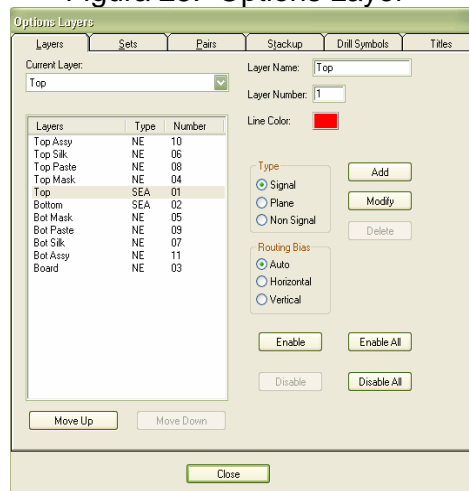 Figura 23. Options Layer
Options Layers
Layers Sets Pairs Stackup Drill Symbols Titles
Current Layer:
Top
Layer Name: Top
Layer Number: 1
Line Color:
Layers Type Number
Top Assy NE 10
Top Silk NE 06
Top Paste NE 08
Top Mask NE 04
Top SEA 01
Bottom SEA 02
Bot Mask NE 05
Bot Paste NE 09
Bot Silk NE 07
Bot Assy NE 11
Board NE 03
Type
Signal
Plane
Non Signal
Add
Modify
Delete
Routing Bias
Auto
Horizontal
Vertical
Enable Enable All
Disable Disable All
Move Up Move Down
Close